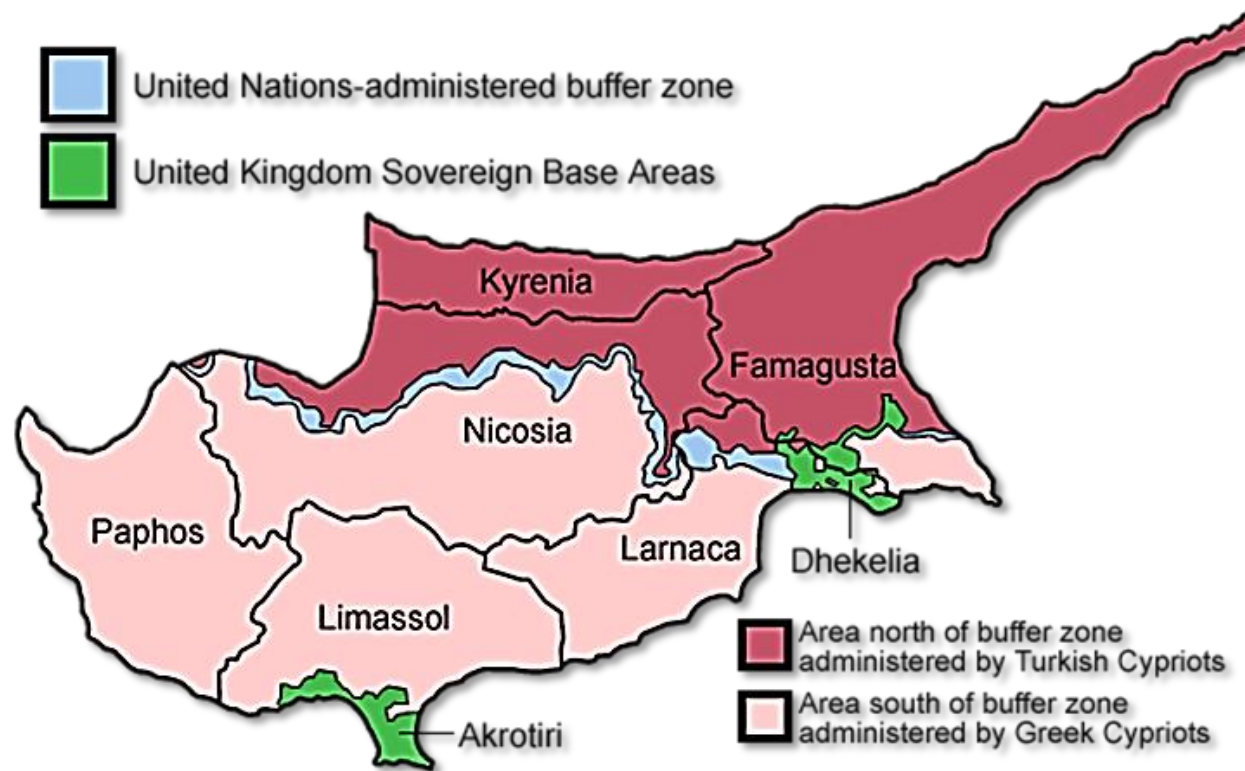 United Nations-administered buffer zone
United Kingdom Sovereign Base Areas
Kyrenia
Famagusta
Nicosia
Paphos
Larnaca
Dhekelia
Limassol
Area north of buffer zone
administered by Turkish Cypriots
Area south of buffer zone
administered by Greek Cypriots
Akrotiri